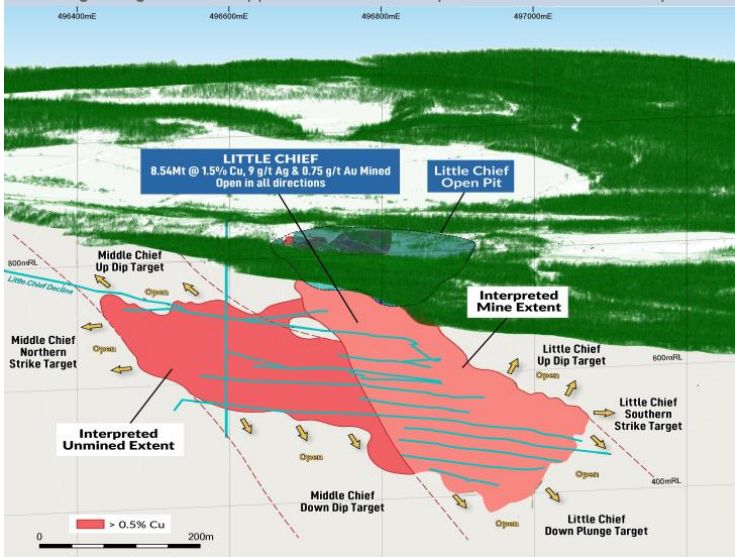 496400mE
496600mE
496800mE
497000mE
LITTLE CHIEF
8.54Mt @ 1.5% Cu, 9 g/t Ag & 0.75 g/t Au Mined
Open in all directions
Little Chief
Open Pit
Middle Chief
Up Dip Target
800mRL
Little Chief Decline
Open
Interpreted
Mine Extent
Middle Chief
Northern
Strike Target
Open
Little Chief
Up Dip Target
600mRL
Open
Little Chief
Southern
Strike Target
Interpreted
Unmined Extent
Open
Open
Middle Chief
Down Dip Target
400mRL
Open
Little Chief
Down Plunge Target
> 0.5% Cu
0
200m